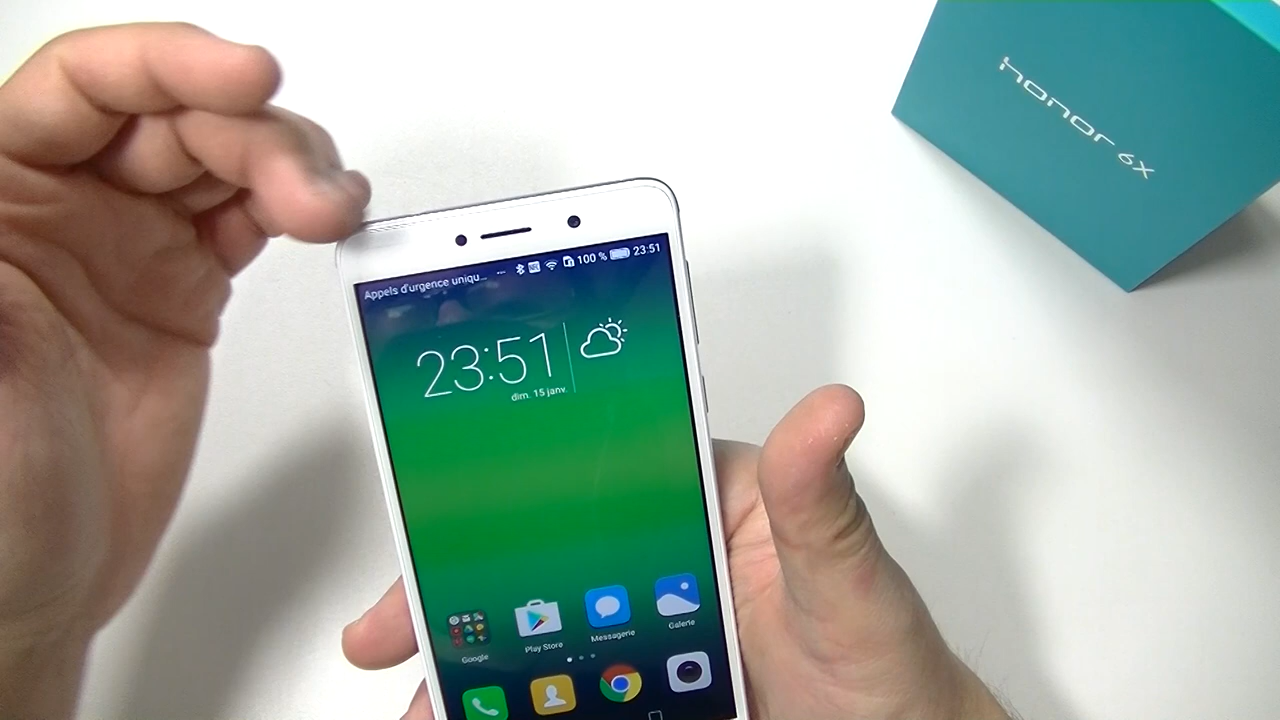 honor 6X
Appels d'urgence uniqu... ... 100 % 23:51
23:51
dim. 15 janv.
Google
Play Store
Messagerie
Galerie